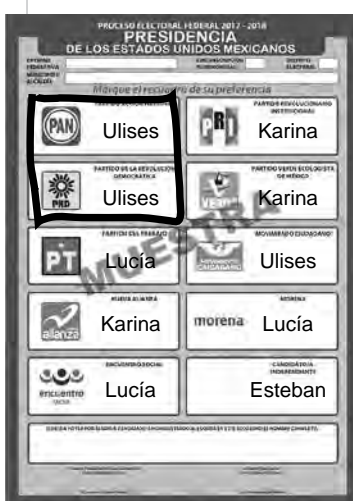 PROCESO ELECTORAL FEDERAL 2017 - 2018
PRESIDENCIA
DE LOS ESTADOS UNIDOS MEXICANOS
Marque el recuadro de su preferencia
PAN
Ulises
PARTIDO REVOLUCIONARIO
INSTITUCIONAL
PRI
Karina
PARTIDO DE LA REVOLUCIÓN
DEMOCRÁTICA
PRD
Ulises
PARTIDO VERDE ECOLOGISTA
DE MÉXICO
VERDE
Karina
PARTIDO DEL TRABAJO
PT
Lucía
MOVIMIENTO CIUDADANO
MOVIMIENTO
CIUDADANO
Ulises
NUEVA ALIANZA
alianza
Karina
MORENA
morena
Lucía
ENCUENTRO SOCIAL
encuentro
social
Lucía
CANDIDATO/A
INDEPENDIENTE
Esteban
MUESTRA